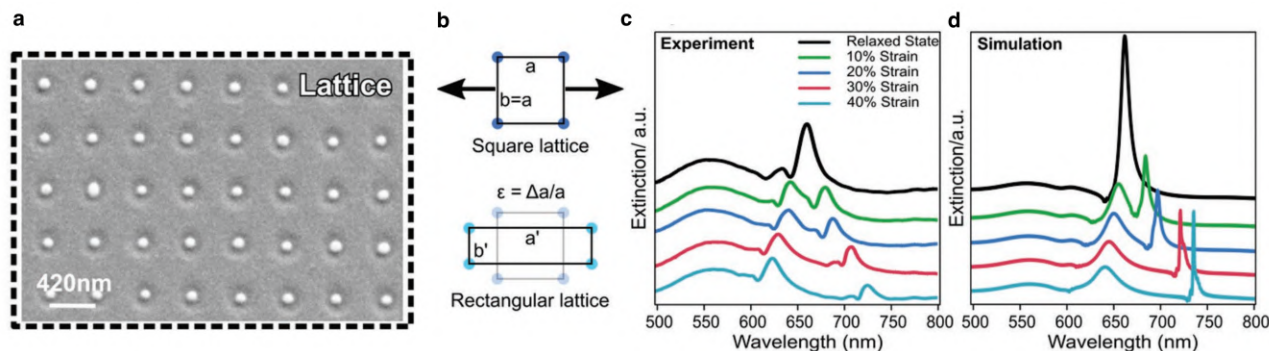 a
Lattice
420nm
b
a
b=a
Square lattice
ε = Δa/a
a'
b'
Rectangular lattice
c
Experiment
Relaxed State
10% Strain
20% Strain
30% Strain
40% Strain
Extinction/ a.u.
500 550 600 650 700 750 800
Wavelength (nm)
d
Simulation
Extinction/a.u.
500 550 600 650 700 750 800
Wavelength (nm)